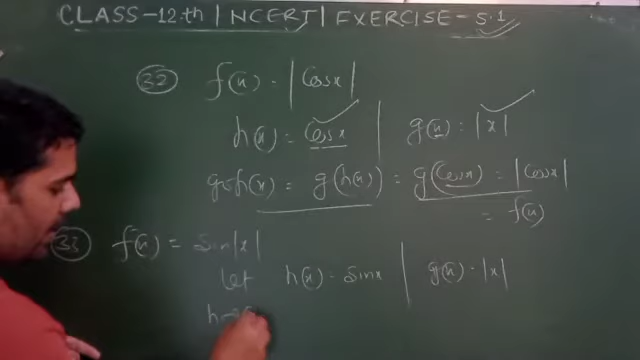 CLASS-12th | NCERT | EXERCISE - 5.1
32 f(x) = |Cosx|
h(x) = Cosx | g(x) = |x|
goh(x) = g(h(x)) = g(Cosx) = |Cosx|
= f(x)
33 f(x) = Sin|x|
let h(x) = Sinx | g(x) = |x|